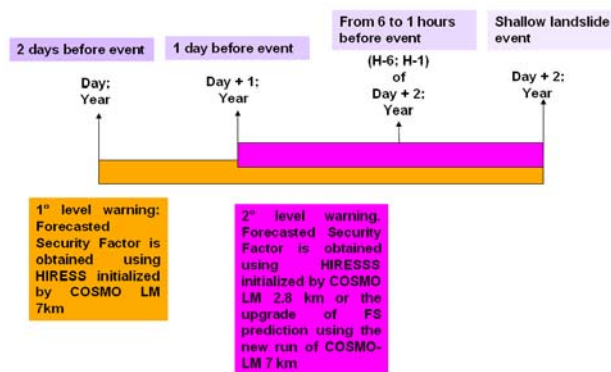 2 days before event
1 day before event
From 6 to 1 hours
before event
Shallow landslide
event
(H-6; H-1)
of
Day + 2:
Year
Day;
Year
Day + 1:
Year
Day + 2:
Year
1° level warning:
Forecasted
Security Factor is
obtained using
HIRESS initialized
by COSMO LM
7km
2° level warning.
Forecasted Security
Factor is obtained
using HIRESSS
initialized by COSMO
LM 2.8 km or the
upgrade of FS
prediction using the
new run of COSMO-
LM 7 km